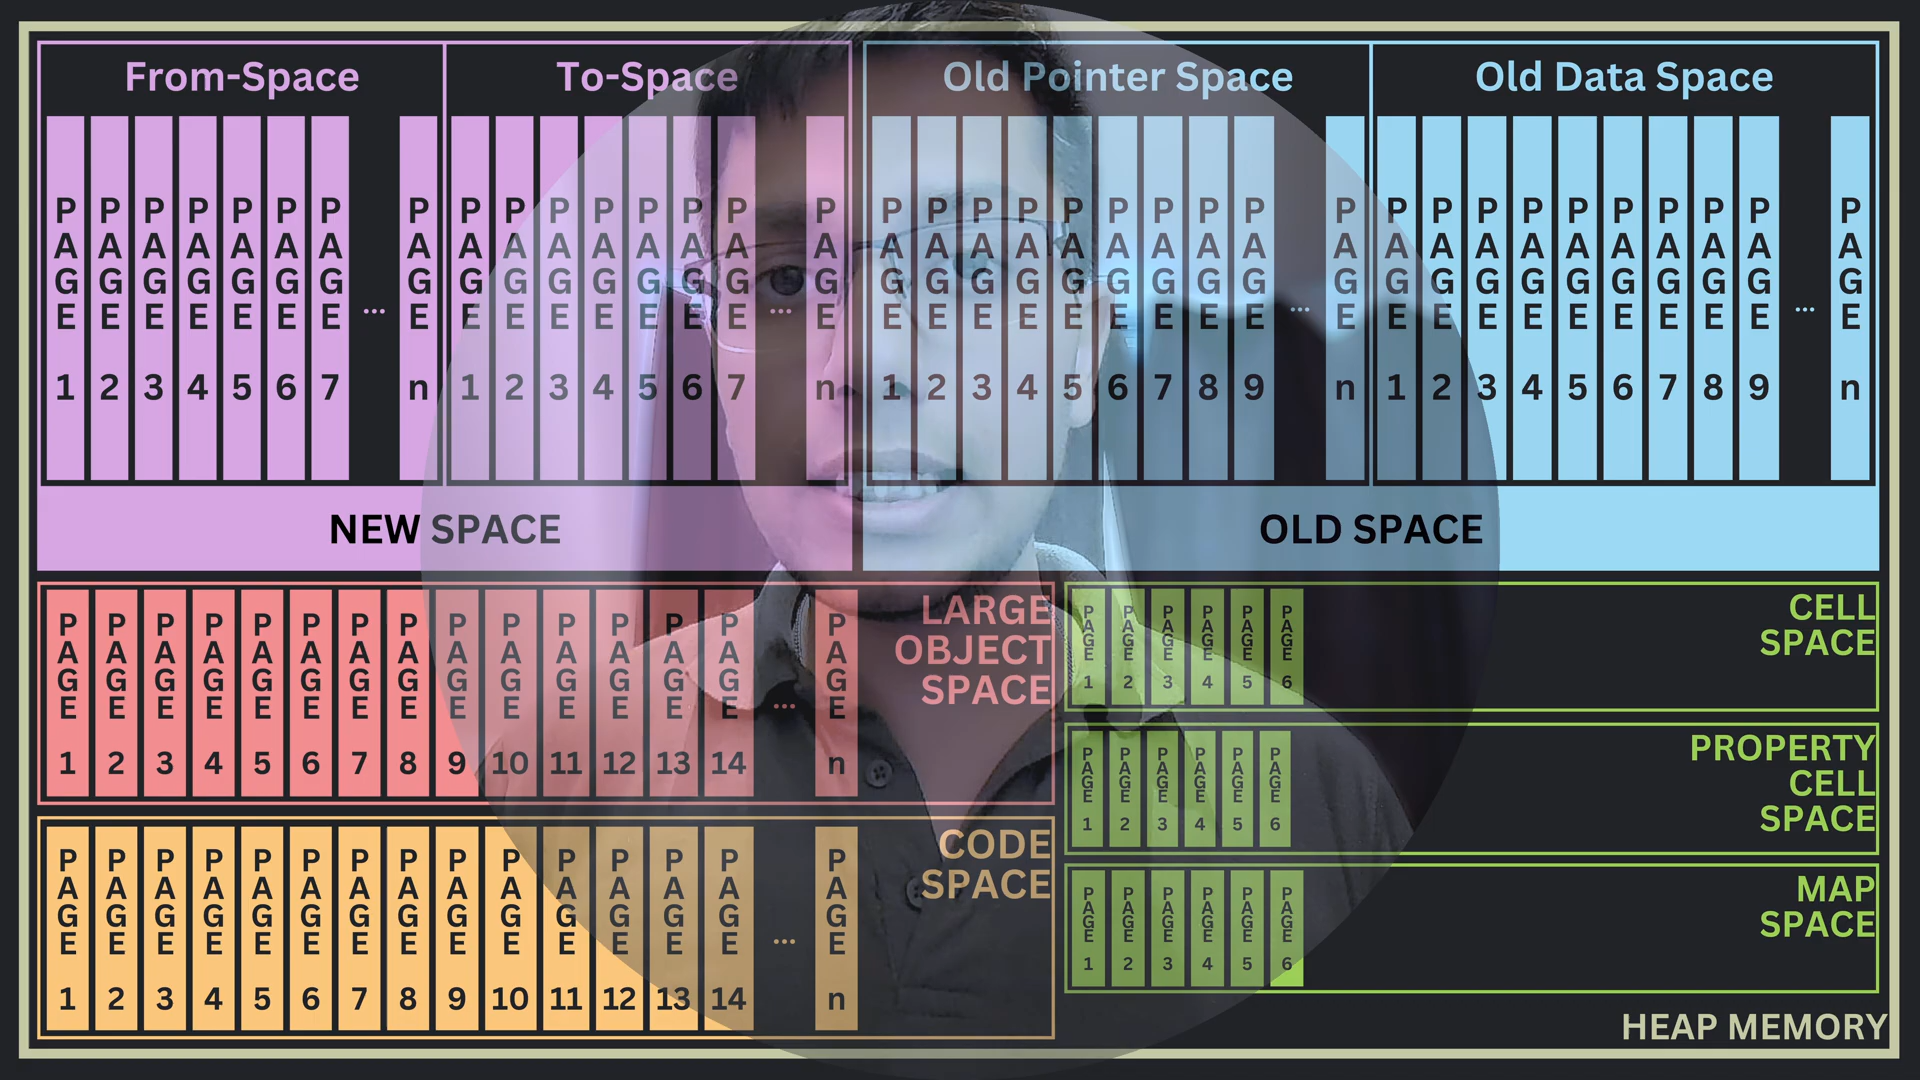 From-Space
To-Space
Old Pointer Space
Old Data Space
PAGE 1 PAGE 2 PAGE 3 PAGE 4 PAGE 5 PAGE 6 PAGE 7 ... PAGE n
PAGE 1 PAGE 2 PAGE 3 PAGE 4 PAGE 5 PAGE 6 PAGE 7 ... PAGE n
PAGE 1 PAGE 2 PAGE 3 PAGE 4 PAGE 5 PAGE 6 PAGE 7 PAGE 8 PAGE 9 ... PAGE n
PAGE 1 PAGE 2 PAGE 3 PAGE 4 PAGE 5 PAGE 6 PAGE 7 PAGE 8 PAGE 9 ... PAGE n
NEW SPACE
OLD SPACE
PAGE 1 PAGE 2 PAGE 3 PAGE 4 PAGE 5 PAGE 6 PAGE 7 PAGE 8 PAGE 9 PAGE 10 PAGE 11 PAGE 12 PAGE 13 PAGE 14 ... PAGE n
LARGE
OBJECT
SPACE
PAGE 1 PAGE 2 PAGE 3 PAGE 4 PAGE 5 PAGE 6
CELL
SPACE
PAGE 1 PAGE 2 PAGE 3 PAGE 4 PAGE 5 PAGE 6
PROPERTY
CELL
SPACE
PAGE 1 PAGE 2 PAGE 3 PAGE 4 PAGE 5 PAGE 6 PAGE 7 PAGE 8 PAGE 9 PAGE 10 PAGE 11 PAGE 12 PAGE 13 PAGE 14 ... PAGE n
CODE
SPACE
PAGE 1 PAGE 2 PAGE 3 PAGE 4 PAGE 5 PAGE 6
MAP
SPACE
HEAP MEMORY